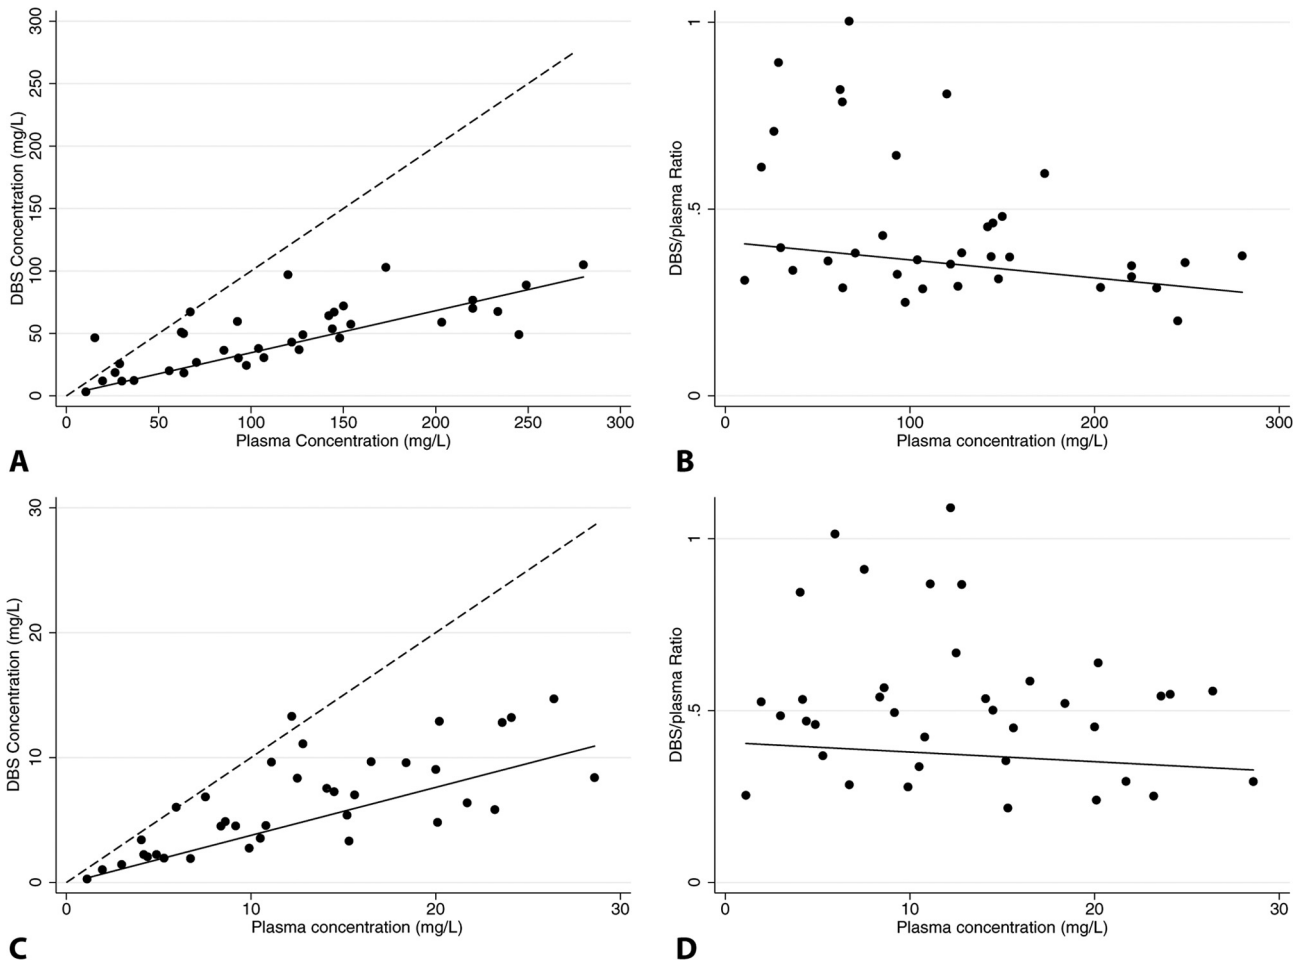 DBS Concentration (mg/L)
0 50 100 150 200 250 300
0 50 100 150 200 250 300
Plasma Concentration (mg/L)
A
DBS/plasma Ratio
0 .5 1
0 100 200 300
Plasma concentration (mg/L)
B
DBS Concentration (mg/L)
0 10 20 30
0 10 20 30
Plasma concentration (mg/L)
C
DBS/plasma Ratio
0 .5 1
0 10 20 30
Plasma concentration (mg/L)
D